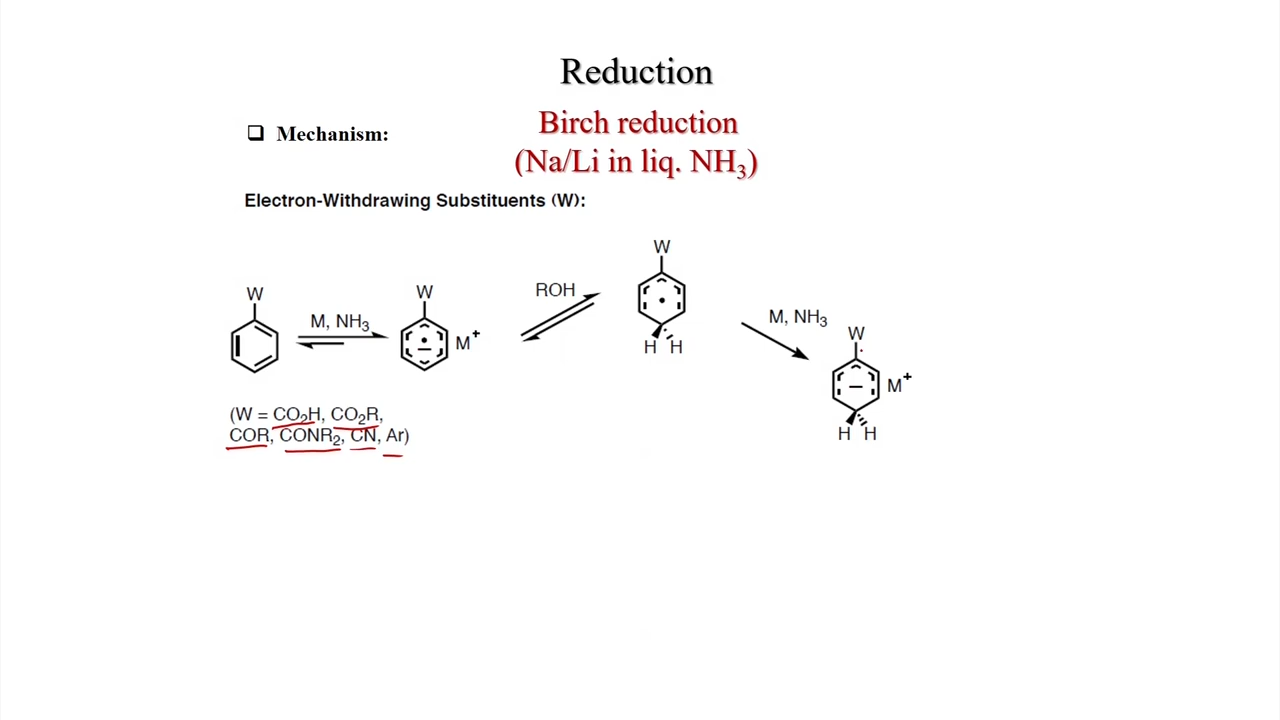 Reduction
Birch reduction
❑ Mechanism:
(Na/Li in liq. NH3)
Electron-Withdrawing Substituents (W):
W
M, NH3
W
M+
ROH
W
H H
M, NH3
W
M+
H H
(W = CO2H, CO2R,
COR, CONR2, CN, Ar)